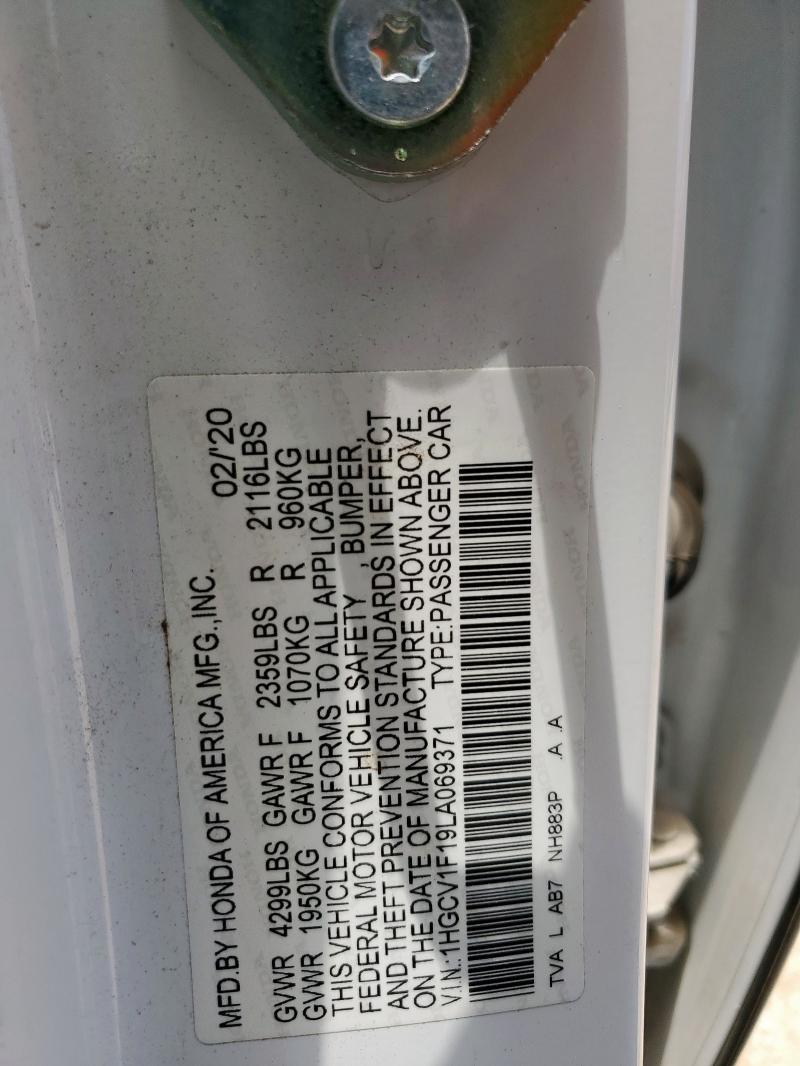 MFD.BY HONDA OF AMERICA MFG.,INC. 02/'20
GVWR 4299LBS GAWR F 2359LBS R 2116LBS
GVWR 1950KG GAWR F 1070KG R 960KG
THIS VEHICLE CONFORMS TO ALL APPLICABLE
FEDERAL MOTOR VEHICLE SAFETY , BUMPER,
AND THEFT PREVENTION STANDARDS IN EFFECT
ON THE DATE OF MANUFACTURE SHOWN ABOVE.
V.I.N.:1HGCV1F19LA069371 TYPE:PASSENGER CAR
TVA L AB7 NH883P .A .A